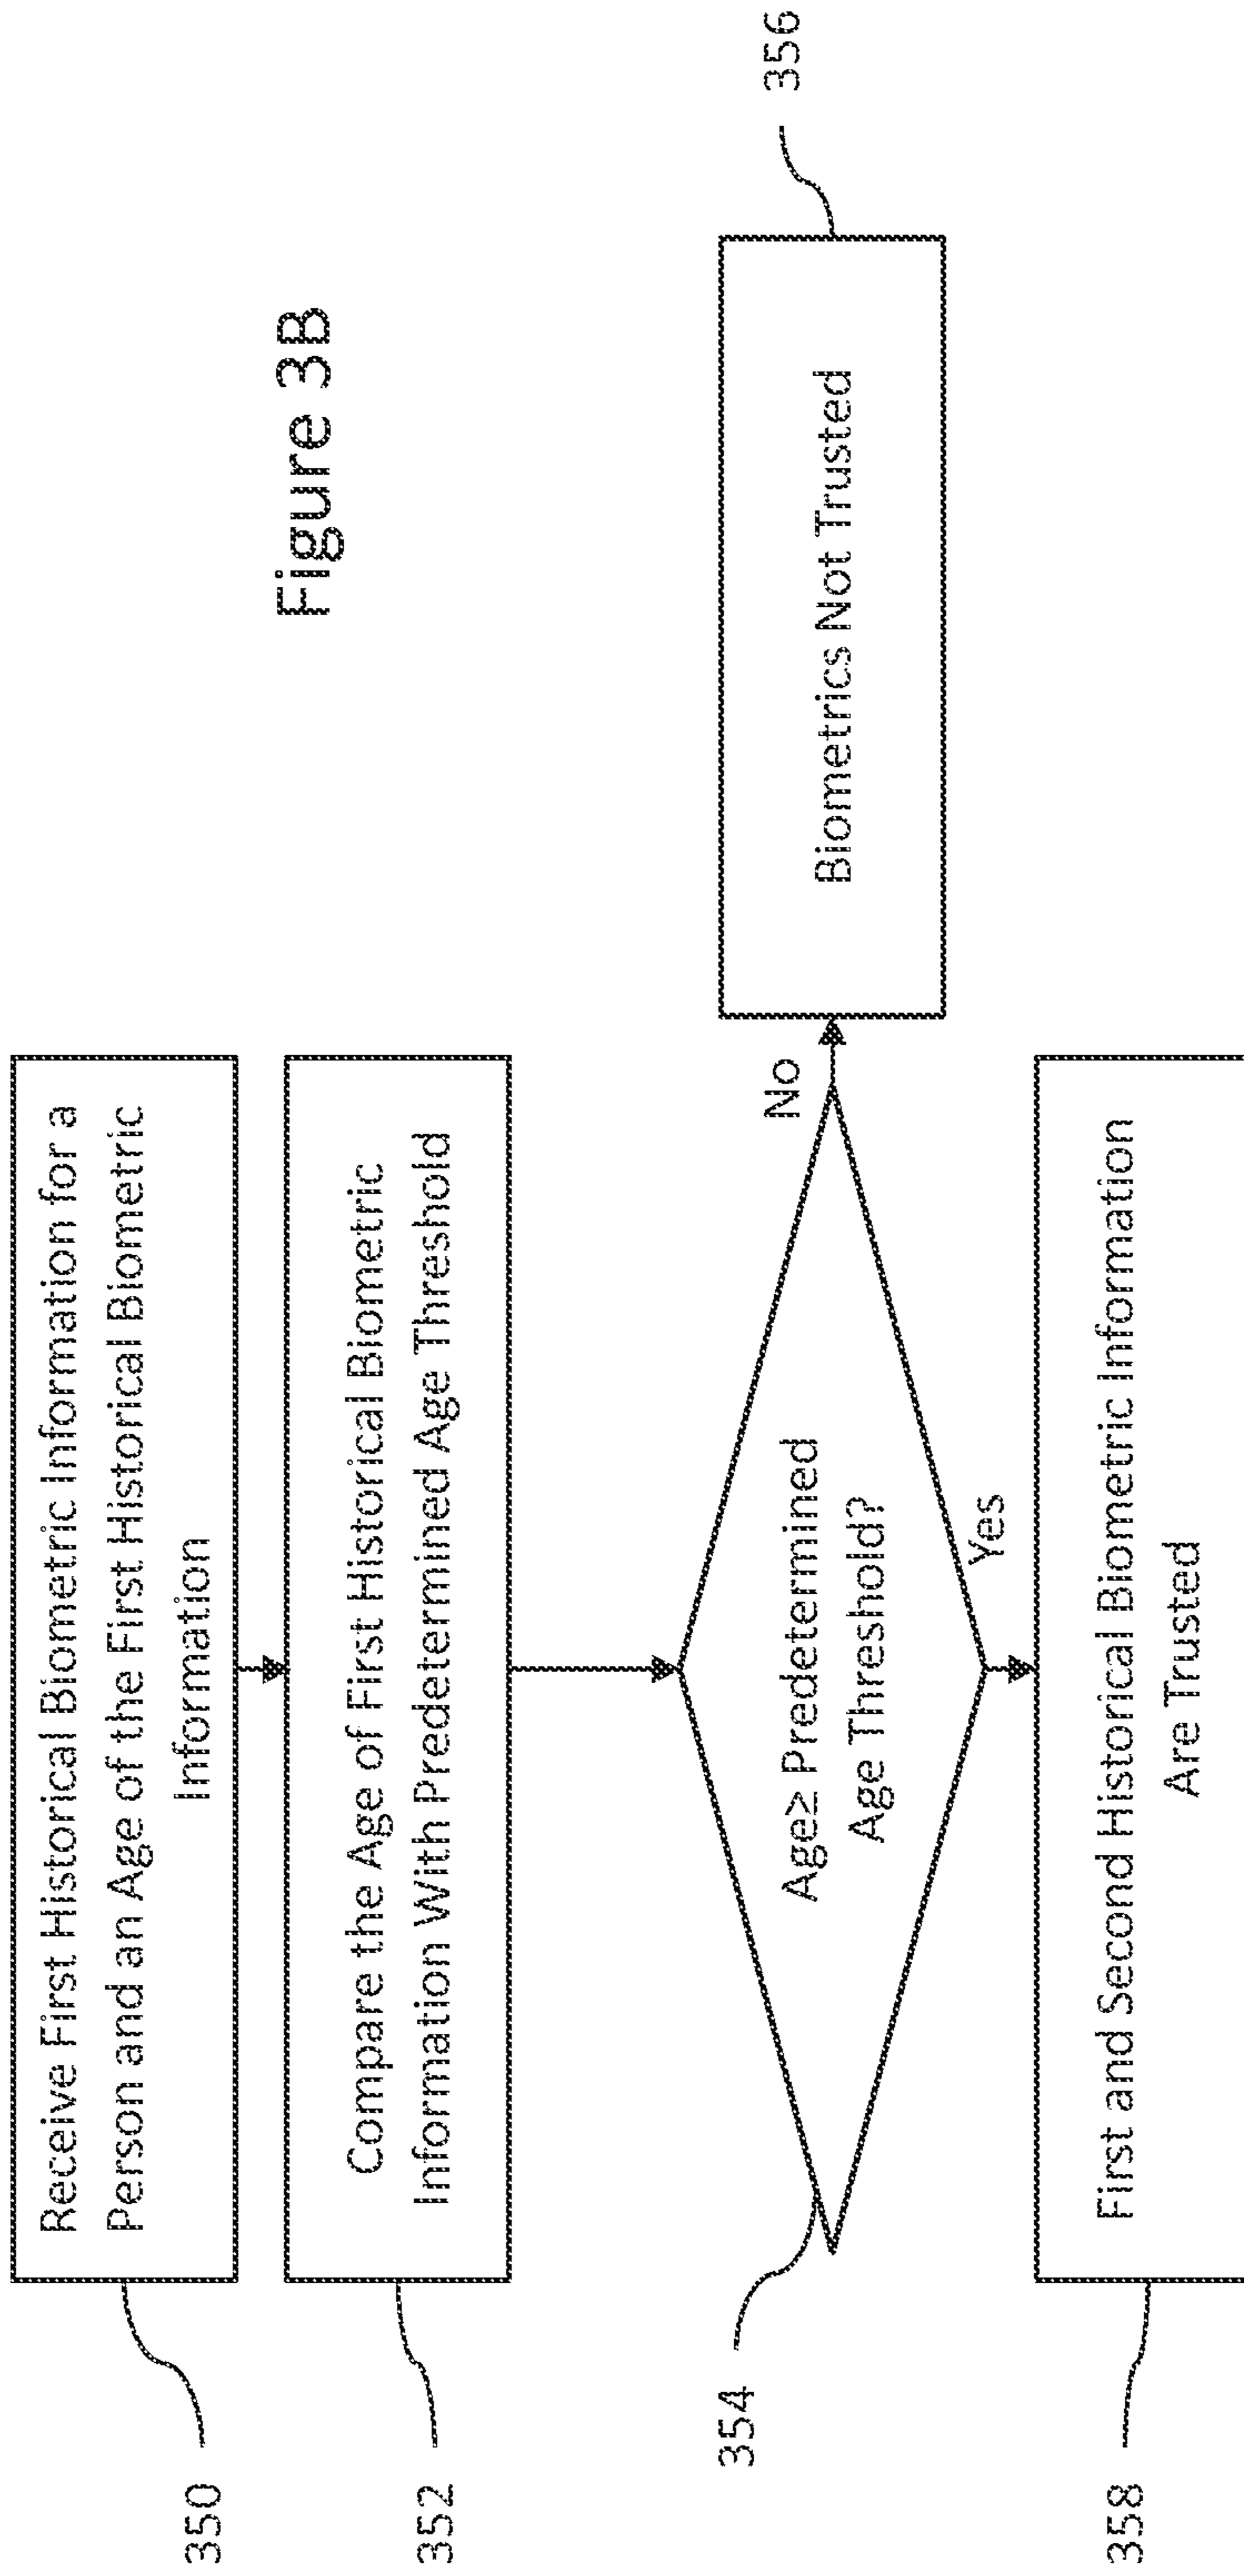 350
Receive First Historical Biometric Information for a
Person and an Age of the First Historical Biometric
Information
352
Compare the Age of First Historical Biometric
Information With Predetermined Age Threshold
354
Age≥ Predetermined
Age Threshold?
No
Yes
356
Biometrics Not Trusted
358
First and Second Historical Biometric Information
Are Trusted
Figure 3B